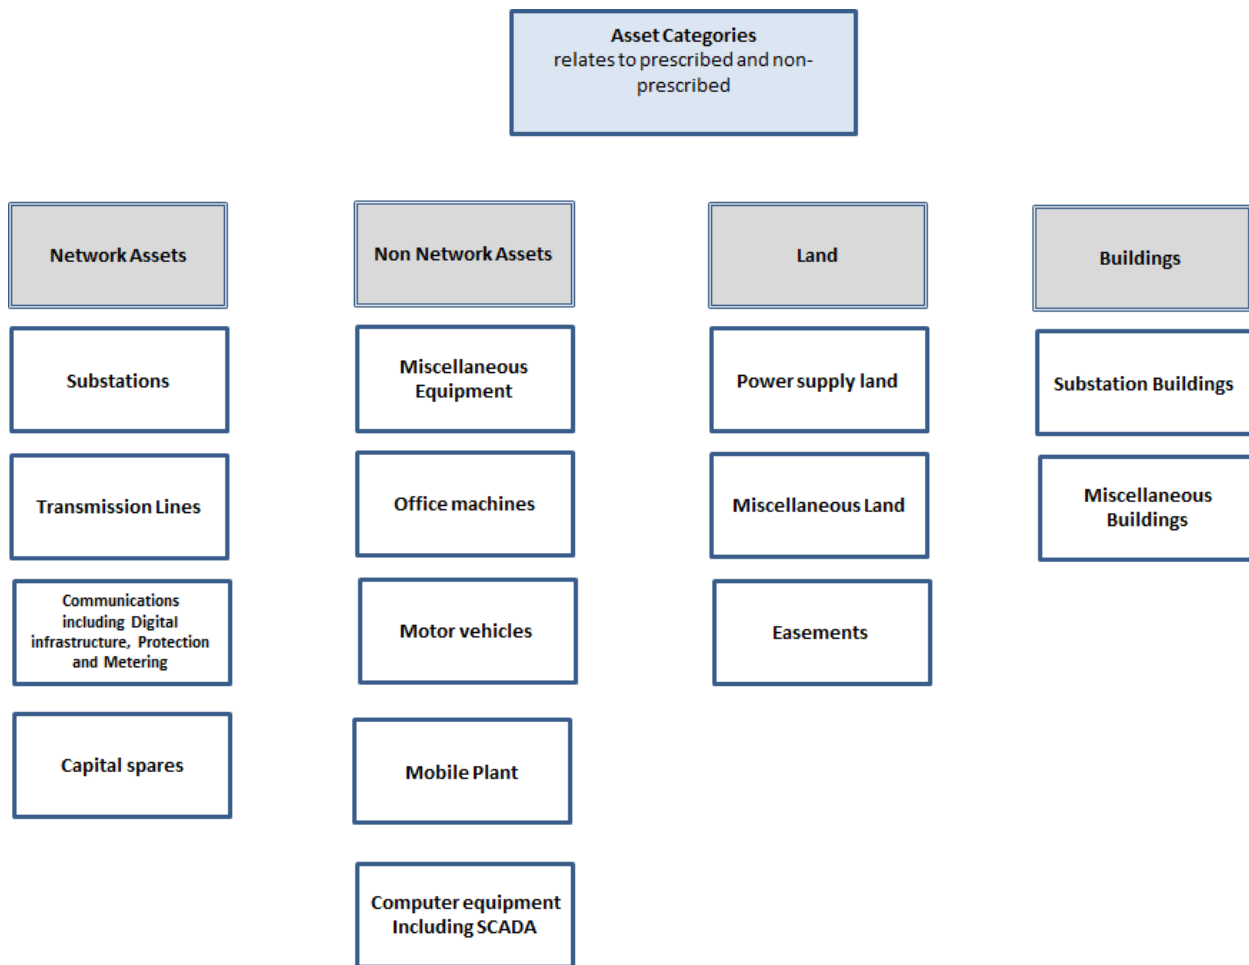 Asset Categories
relates to prescribed and non-
prescribed
Network Assets
Non Network Assets
Land
Buildings
Substations
Miscellaneous
Equipment
Power supply land
Substation Buildings
Transmission Lines
Office machines
Miscellaneous Land
Miscellaneous
Buildings
Communications
including Digital
infrastructure, Protection
and Metering
Motor vehicles
Easements
Capital spares
Mobile Plant
Computer equipment
Including SCADA